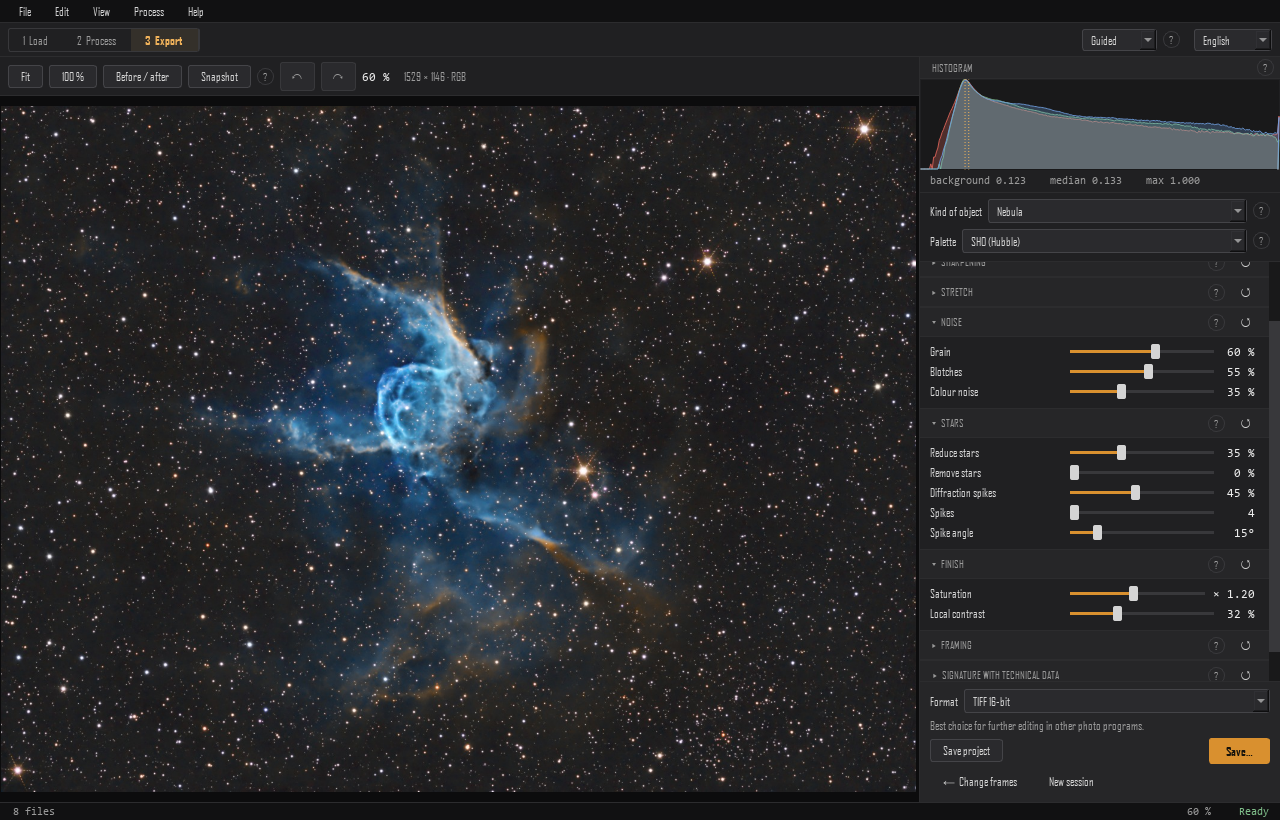 File Edit View Process Help
1 Load 2 Process 3 Export Guided ? English
Fit 100 % Before / after Snapshot ? 60 % 1529 × 1146 · RGB
HISTOGRAM ?
background 0.123 median 0.133 max 1.000
Kind of object Nebula ?
Palette SHO (Hubble) ?
SHARPENING ?
STRETCH ?
NOISE ?
Grain 60 %
Blotches 55 %
Colour noise 35 %
STARS ?
Reduce stars 35 %
Remove stars 0 %
Diffraction spikes 45 %
Spikes 4
Spike angle 15°
FINISH ?
Saturation × 1.20
Local contrast 32 %
FRAMING ?
SIGNATURE WITH TECHNICAL DATA ?
Format TIFF 16-bit
Best choice for further editing in other photo programs.
Save project Save...
← Change frames New session
8 files 60 % Ready